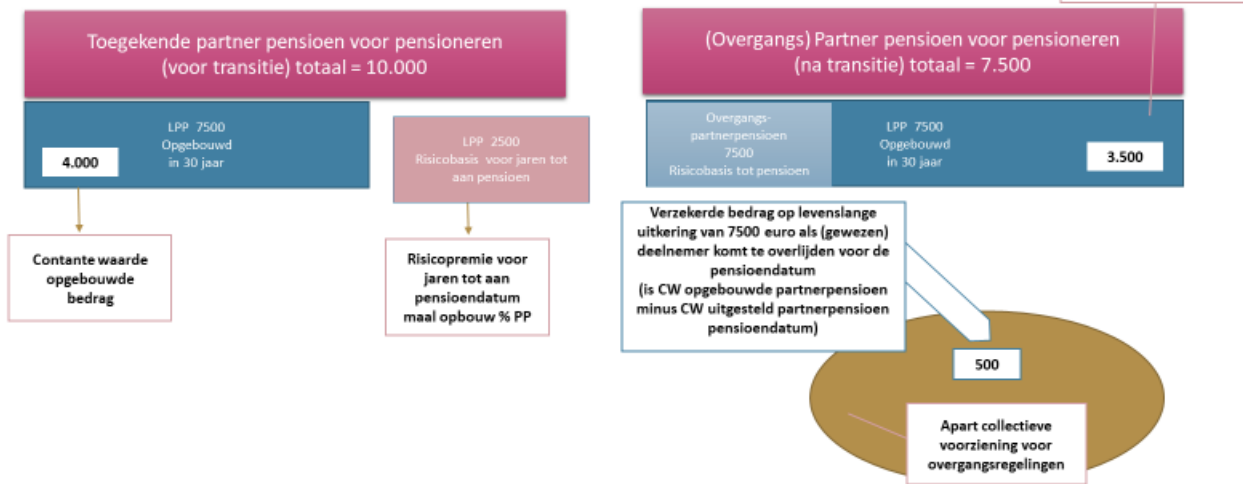 Toegekende partner pensioen voor pensioneren
(voor transitie) totaal = 10.000
LPP 7500
Opgebouwd
in 30 jaar
4.000
LPP 2500
Risicobasis voor jaren tot
aan pensioen
Contante waarde
opgebouwde
bedrag
Risicopremie voor
jaren tot aan
pensioendatum
maal opbouw % PP
(Overgangs) Partner pensioen voor pensioneren
(na transitie) totaal = 7.500
Overgangs-
partnerpensioen
7500
Risicobasis tot pensioen
LPP 7500
Opgebouwd
in 30 jaar
3.500
Verzekerde bedrag op levenslange
uitkering van 7500 euro als (gewezen)
deelnemer komt te overlijden voor de
pensioendatum
(is CW opgebouwde partnerpensioen
minus CW uitgesteld partnerpensioen
pensioendatum)
500
Apart collectieve
voorziening voor
overgangsregelingen